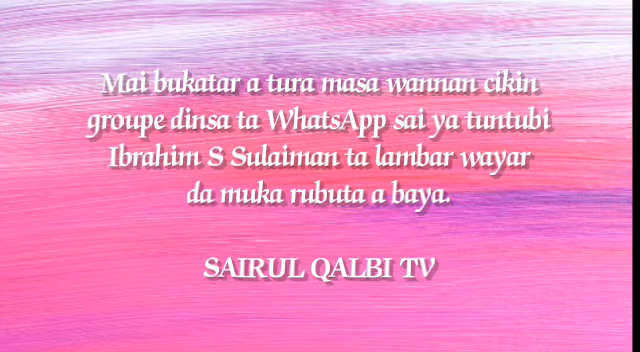 Mai bukatar a tura masa wannan cikin
groupe dinsa ta WhatsApp sai ya tuntubi
Ibrahim S Sulaiman ta lambar wayar
da muka rubuta a baya.
SAIRUL QALBI TV